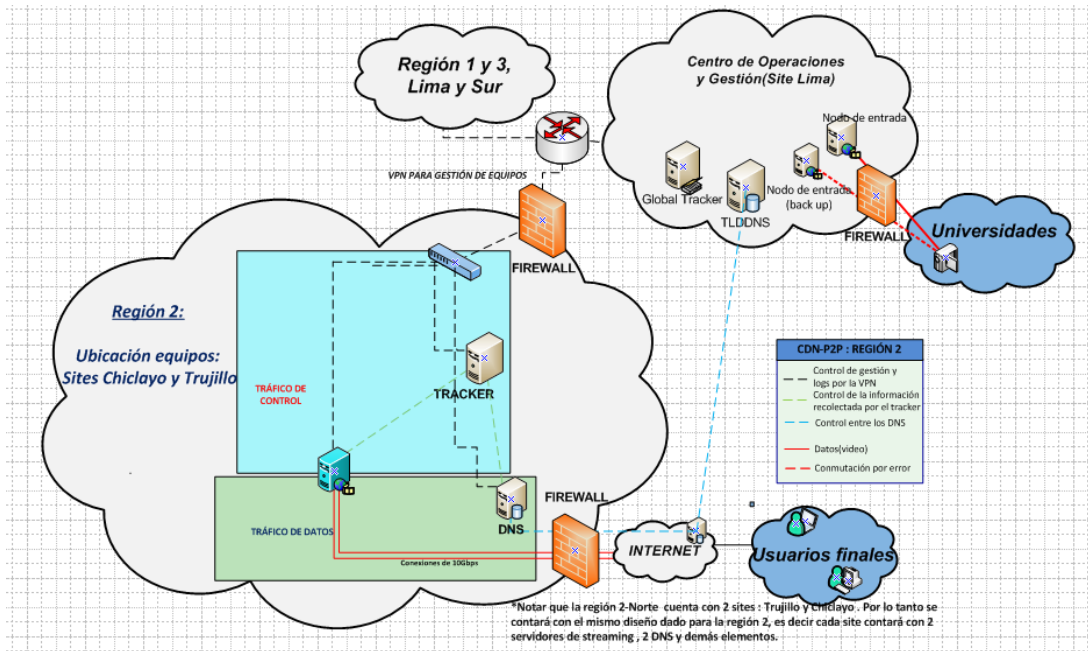 Región 1 y 3,
Lima y Sur
Centro de Operaciones
y Gestión(Site Lima)
Nodo de entrada
VPN PARA GESTIÓN DE EQUIPOS
Global Tracker
Nodo de entrada
(back up)
TLDDNS
FIREWALL
Universidades
FIREWALL
Región 2:
Ubicación equipos:
Sites Chiclayo y Trujillo
TRÁFICO DE
CONTROL
TRACKER
CDN-P2P : REGIÓN 2
Control de gestión y
logs por la VPN
Control de la información
recolectada por el tracker
Control entre los DNS
Datos(video)
Conmutación por error
FIREWALL
TRÁFICO DE DATOS
DNS
INTERNET
Usuarios finales
Conexiones de 10Gbps
*Notar que la región 2-Norte cuenta con 2 sites : Trujillo y Chiclayo . Por lo tanto se
contará con el mismo diseño dado para la región 2, es decir cada site contará con 2
servidores de streaming , 2 DNS y demás elementos.